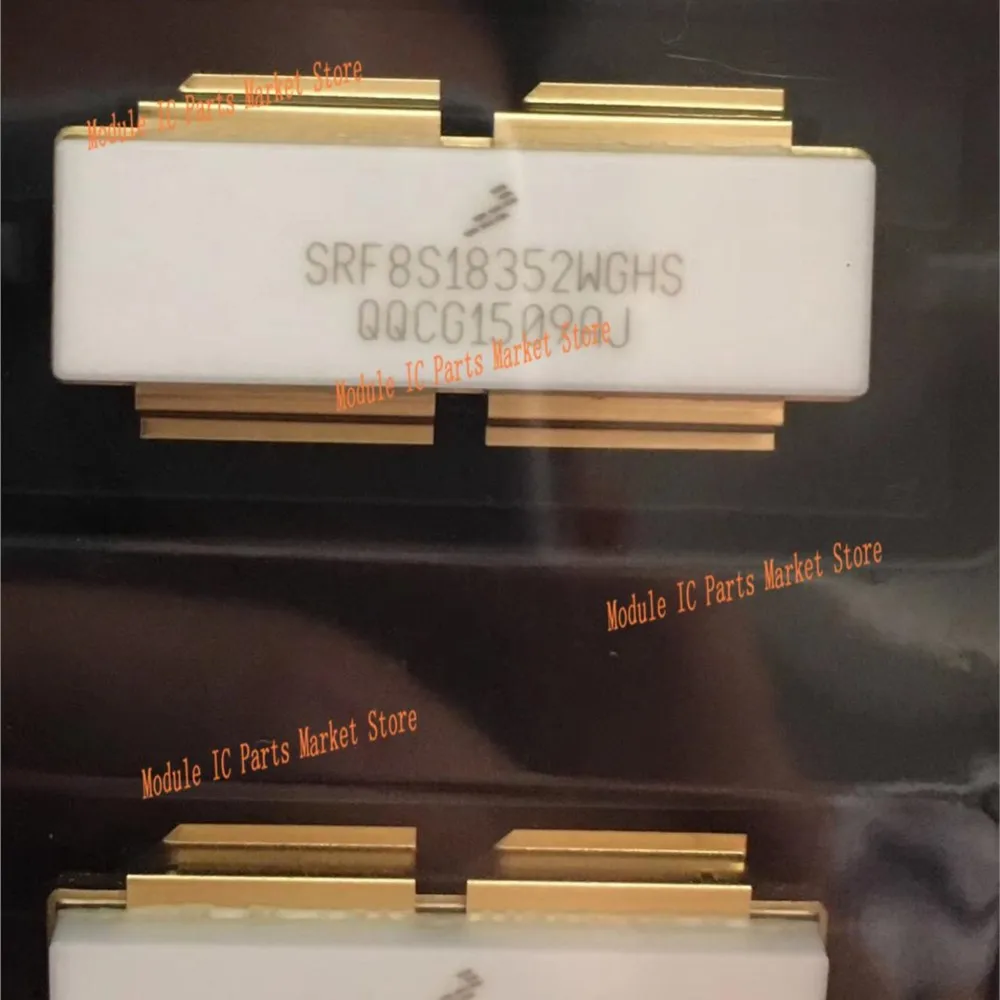 Module IC Parts Market Store
SRF8S18352WGHS
QQCG1509QJ
Module IC Parts Market Store
Module IC Parts Market Store
Module IC Parts Market Store